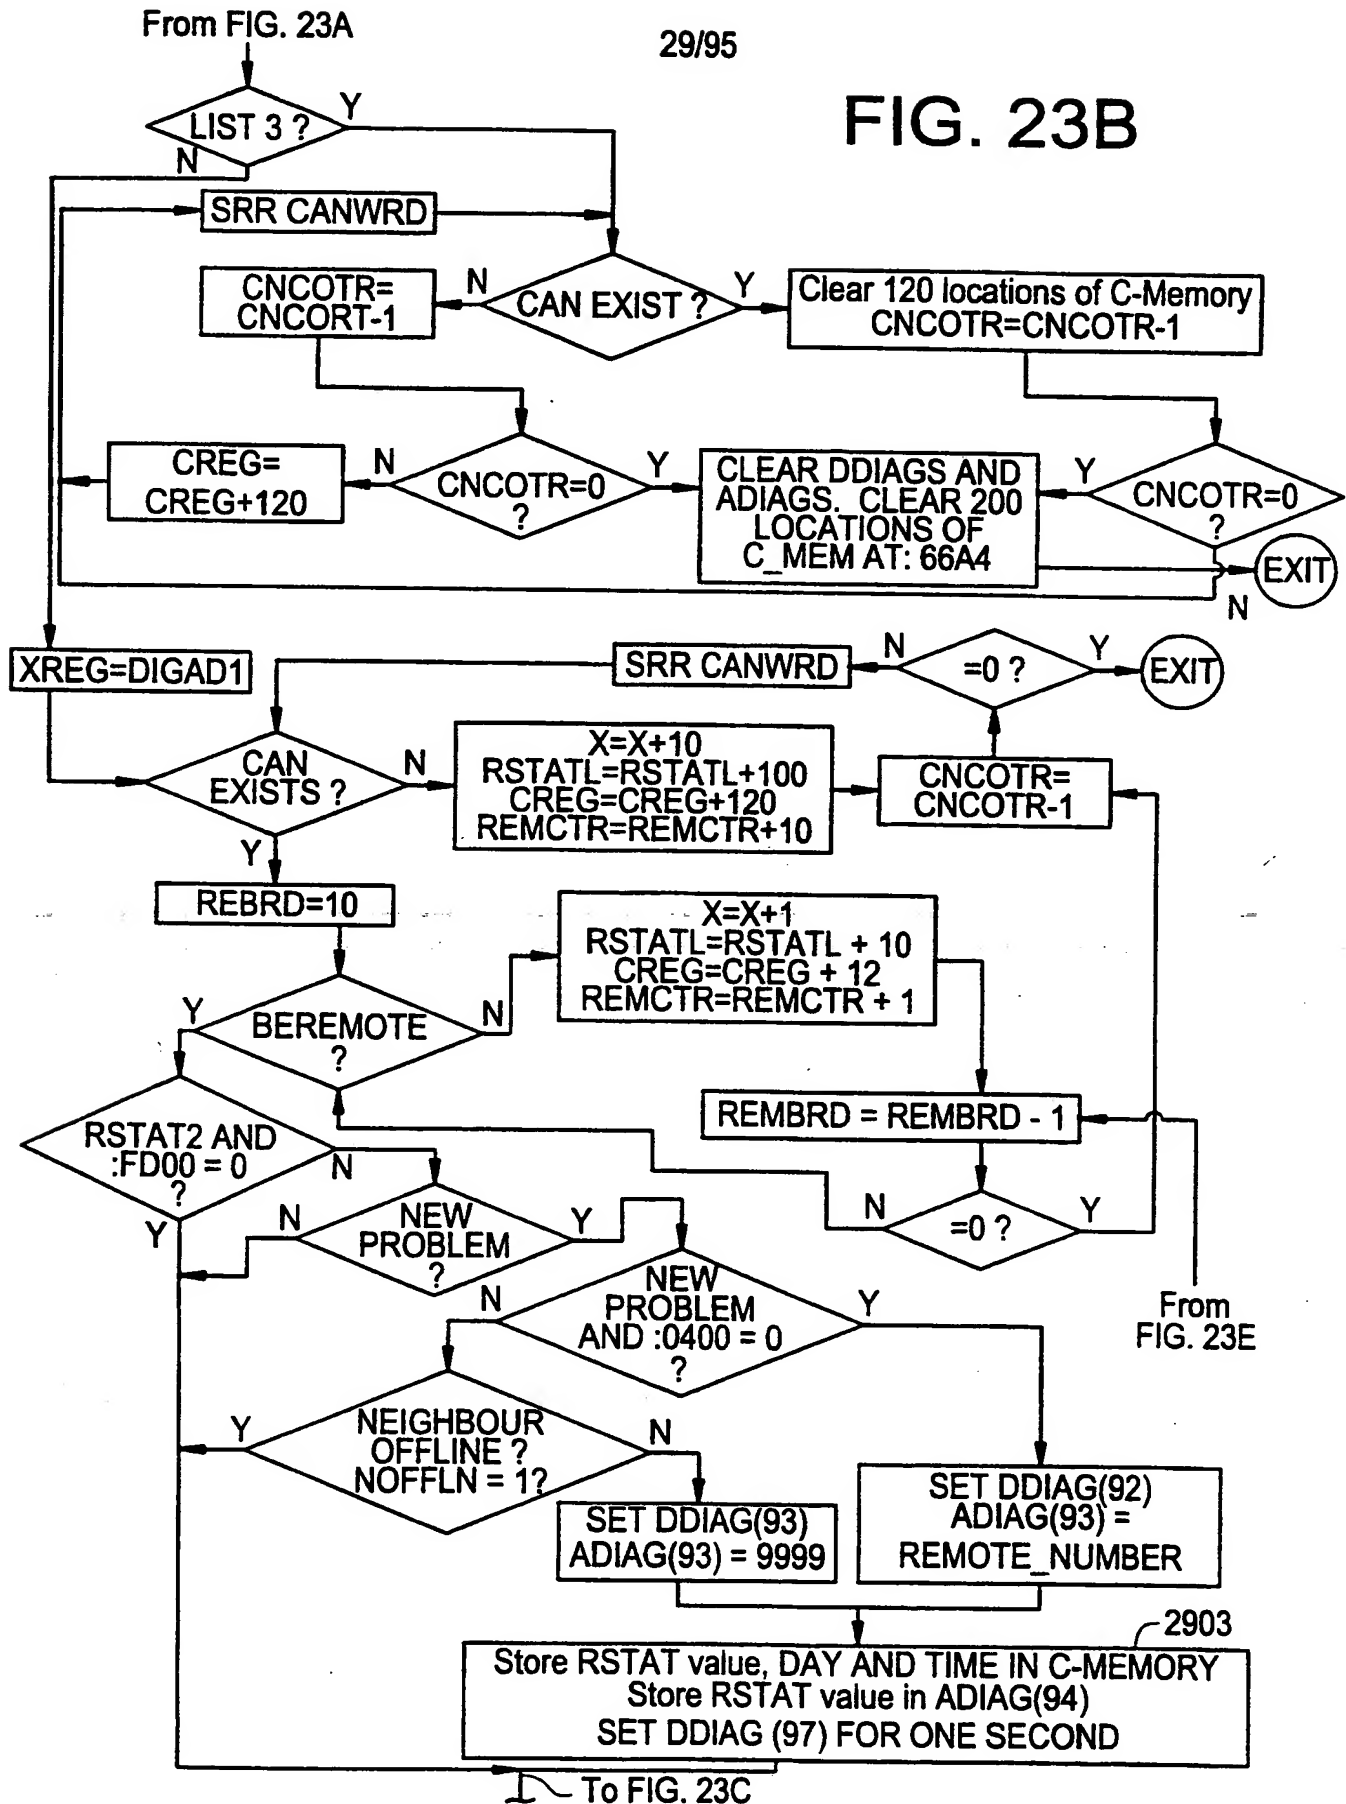 From FIG. 23A
29/95
FIG. 23B
LIST 3 ?
Y
N
SRR CANWRD
CNCOTR=
CNCORT-1
N
CAN EXIST ?
Y
Clear 120 locations of C-Memory
CNCOTR=CNCOTR-1
CREG=
CREG+120
N
CNCOTR=0
?
Y
CLEAR DDIAGS AND
ADIAGS. CLEAR 200
LOCATIONS OF
C_MEM AT: 66A4
Y
CNCOTR=0
?
EXIT
N
XREG=DIGAD1
SRR CANWRD
N
=0 ?
Y
EXIT
CAN
EXISTS ?
N
Y
X=X+10
RSTATL=RSTATL+100
CREG=CREG+120
REMCTR=REMCTR+10
CNCOTR=
CNCOTR-1
REBRD=10
X=X+1
RSTATL=RSTATL + 10
CREG=CREG + 12
REMCTR=REMCTR + 1
Y
BEREMOTE
?
N
REMBRD = REMBRD - 1
RSTAT2 AND
:FD00 = 0
?
N
Y
N
NEW
PROBLEM
?
Y
N
=0 ?
Y
From
FIG. 23E
N
NEW
PROBLEM
AND :0400 = 0
?
Y
Y
NEIGHBOUR
OFFLINE ?
NOFFLN = 1?
N
SET DDIAG(93)
ADIAG(93) = 9999
SET DDIAG(92)
ADIAG(93) =
REMOTE_NUMBER
2903
Store RSTAT value, DAY AND TIME IN C-MEMORY
Store RSTAT value in ADIAG(94)
SET DDIAG (97) FOR ONE SECOND
To FIG. 23C